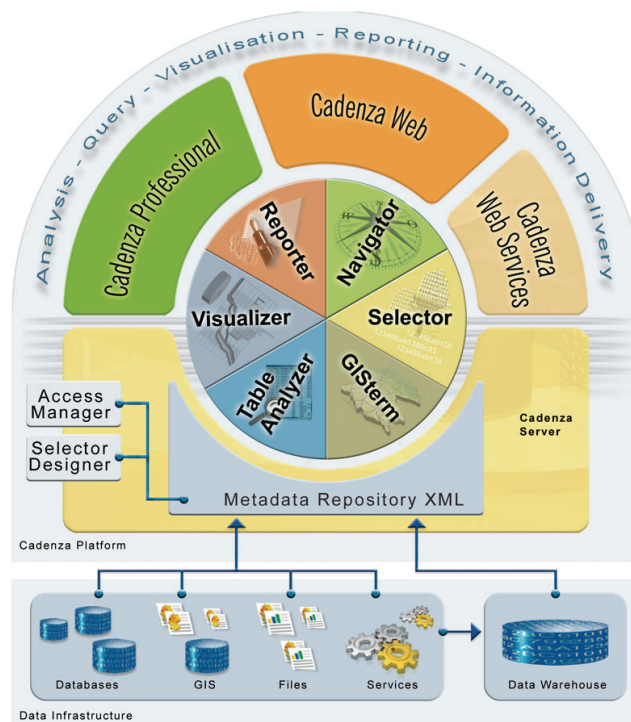 Analysis - Query - Visualisation - Reporting - Information Delivery
Cadenza Professional
Cadenza Web
Cadenza
Web Services
Reporter
Navigator
Visualizer
Selector
Table
Analyzer
GISterm
Access
Manager
Selector
Designer
Cadenza
Server
Metadata Repository XML
Cadenza Platform
Databases
GIS
Files
Services
Data Warehouse
Data Infrastructure